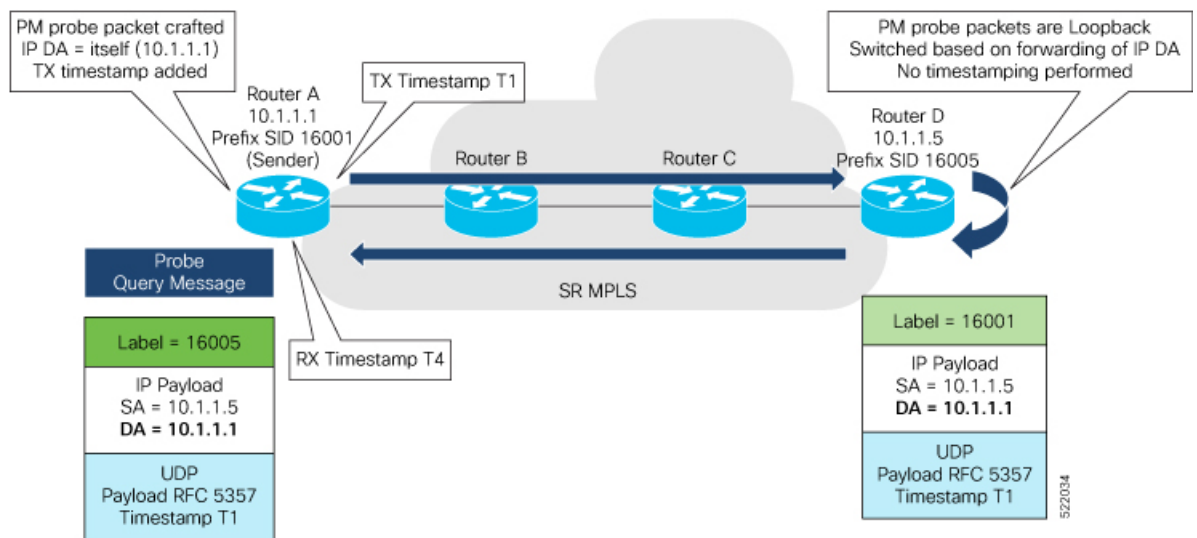 PM probe packet crafted
IP DA = itself (10.1.1.1)
TX timestamp added
Router A
10.1.1.1
Prefix SID 16001
(Sender)
TX Timestamp T1
PM probe packets are Loopback
Switched based on forwarding of IP DA
No timestamping performed
Router D
10.1.1.5
Prefix SID 16005
Router B
Router C
Probe
Query Message
SR MPLS
RX Timestamp T4
Label = 16005
IP Payload
SA = 10.1.1.5
DA = 10.1.1.1
UDP
Payload RFC 5357
Timestamp T1
Label = 16001
IP Payload
SA = 10.1.1.5
DA = 10.1.1.1
UDP
Payload RFC 5357
Timestamp T1
522034